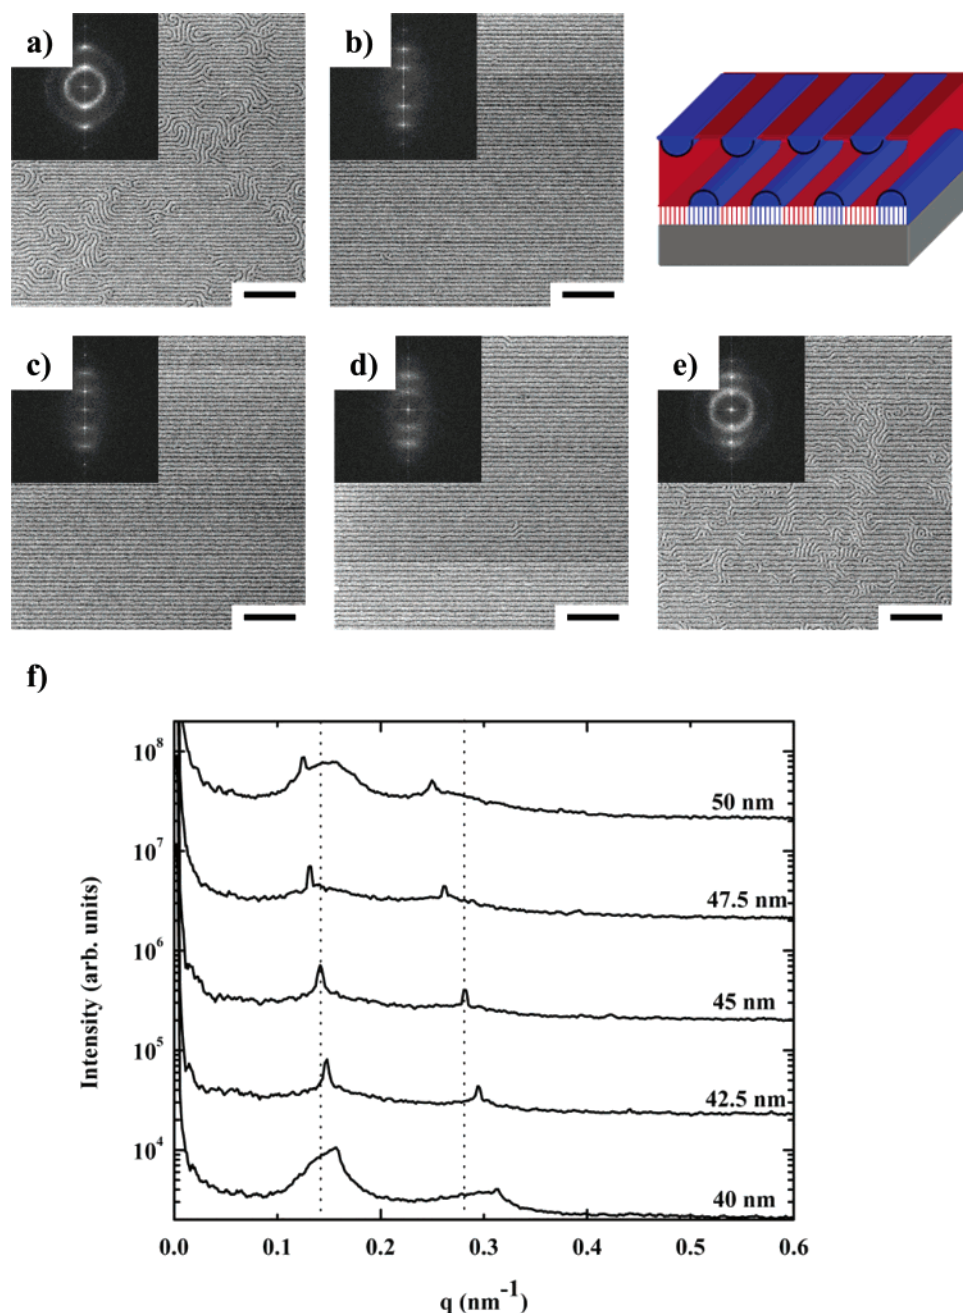 a)
b)
c)
d)
e)
f)
10^8
10^7
10^6
10^5
10^4
Intensity (arb. units)
50 nm
47.5 nm
45 nm
42.5 nm
40 nm
0.0 0.1 0.2 0.3 0.4 0.5 0.6
q (nm^-1)